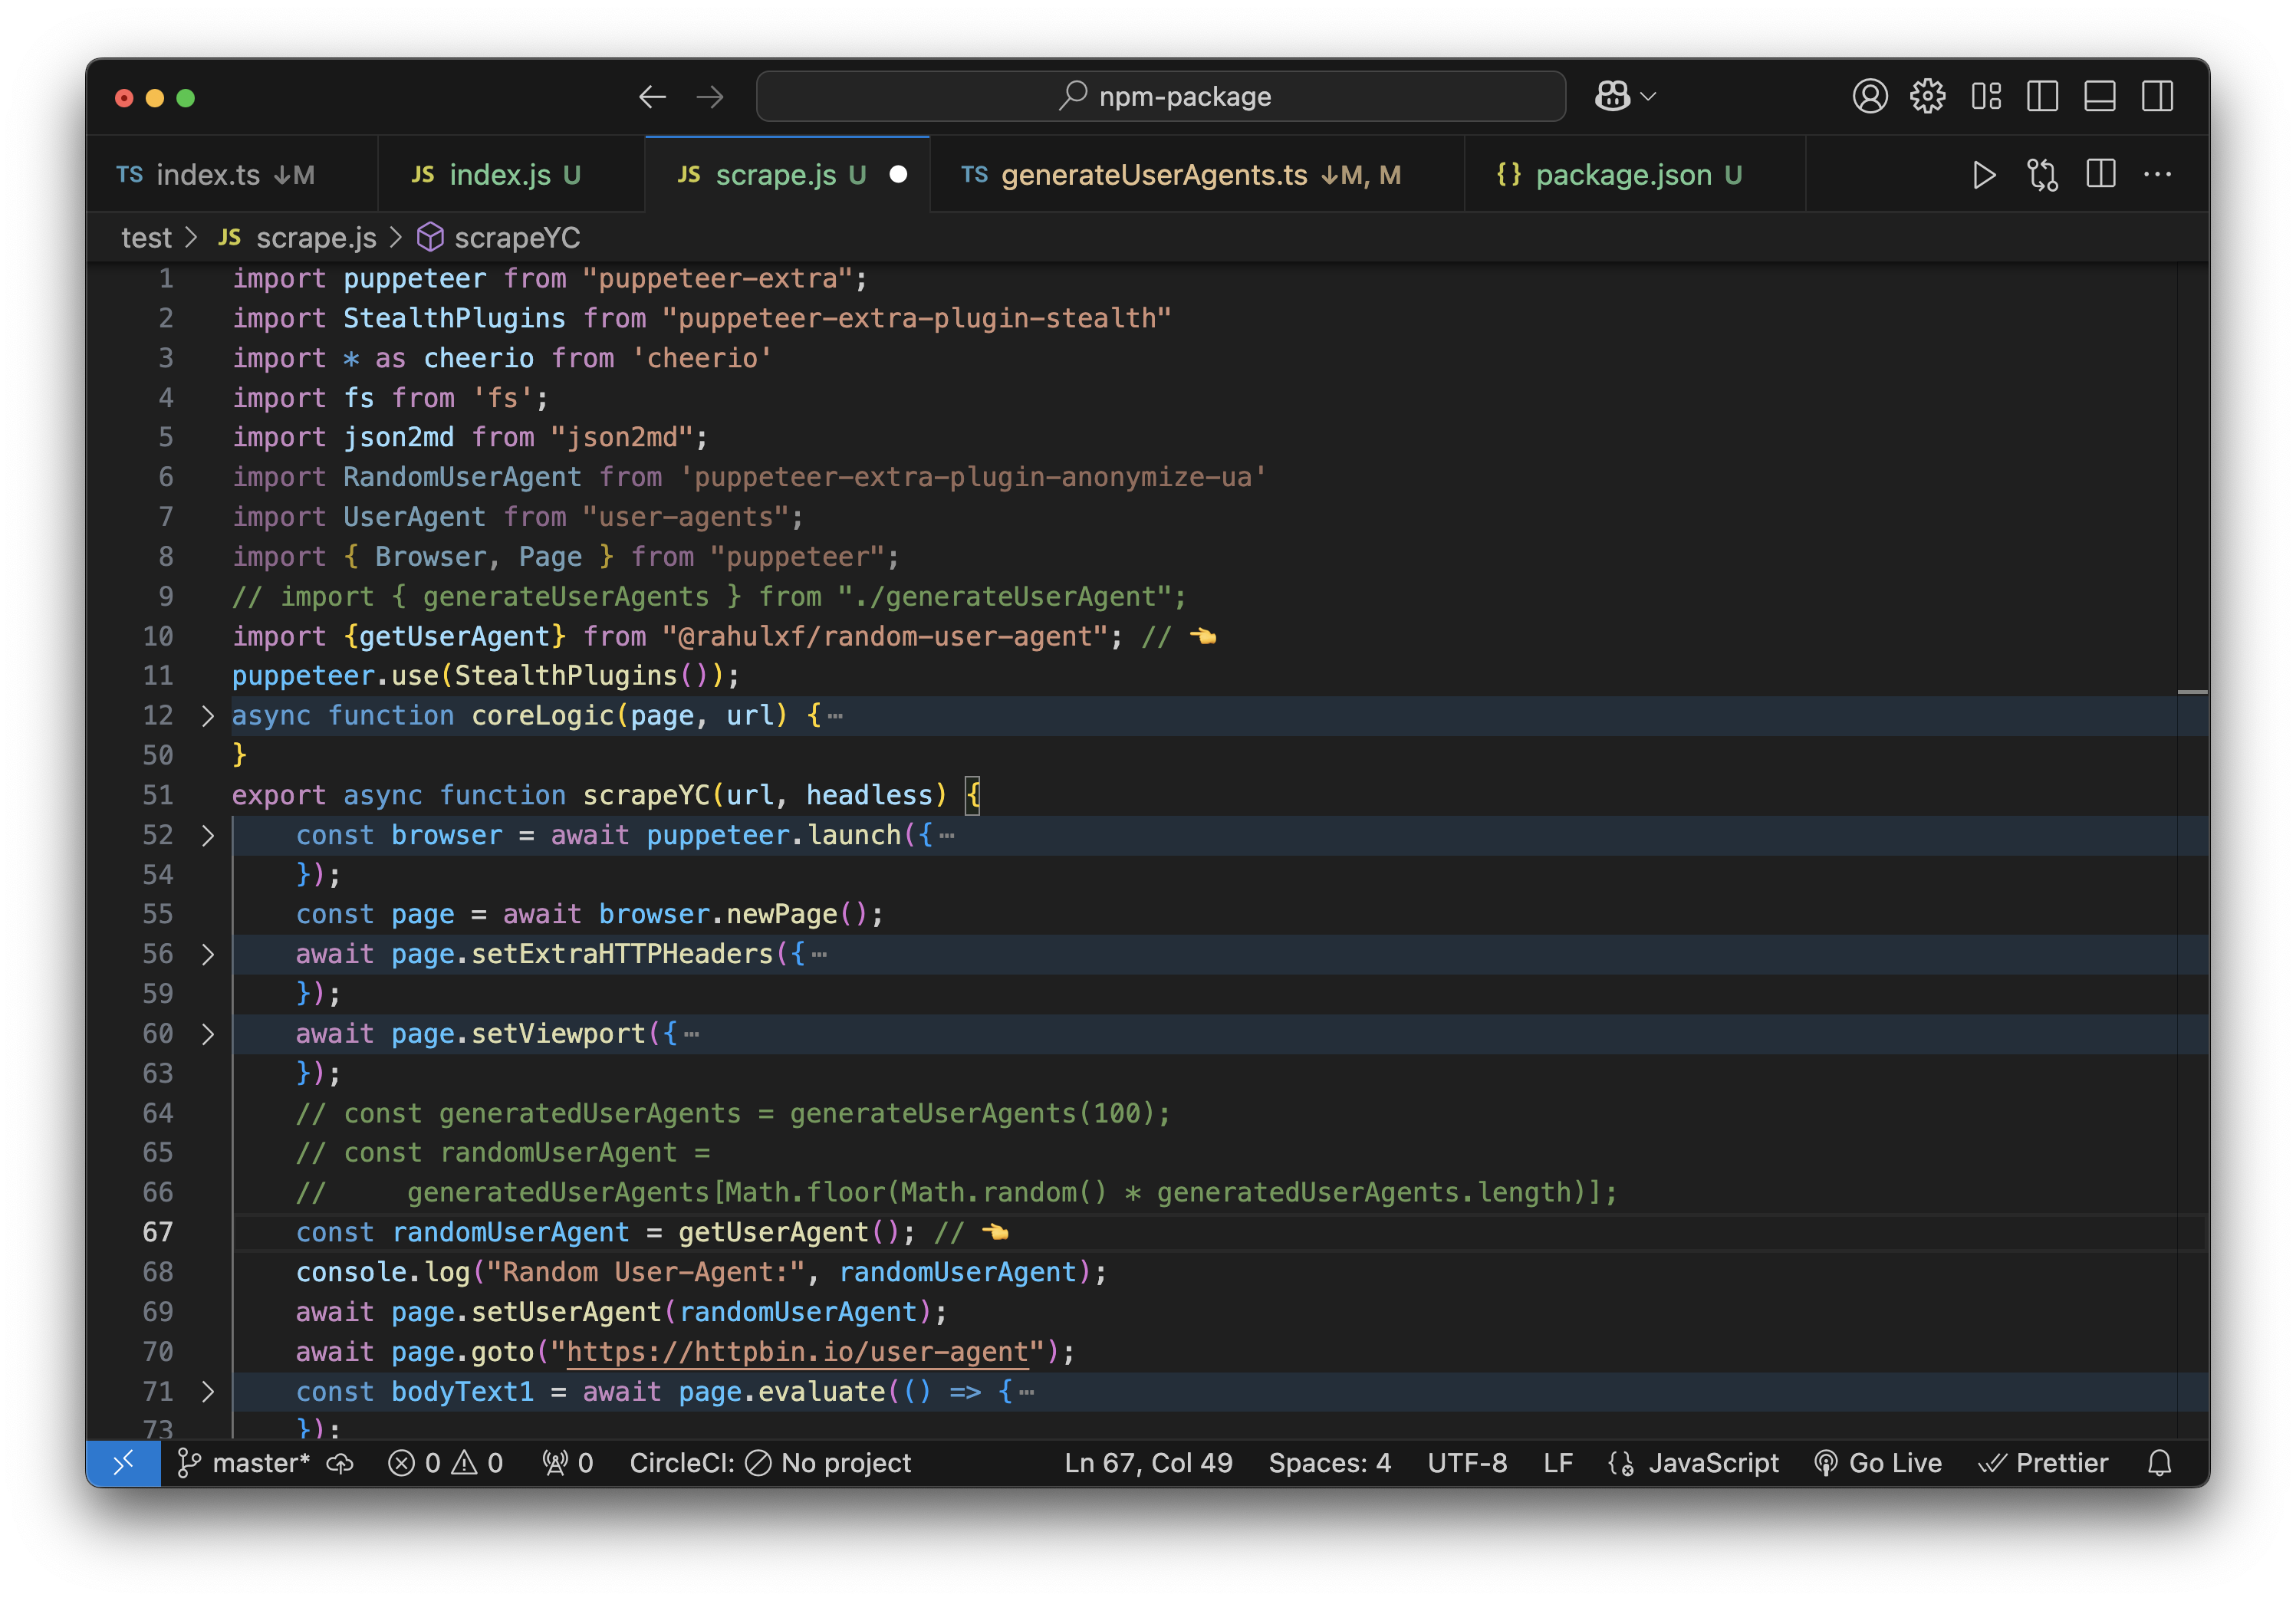 npm-package
TS index.ts ↓M
JS index.js U
JS scrape.js U
TS generateUserAgents.ts ↓M, M
{} package.json U
test > JS scrape.js > scrapeYC
1 import puppeteer from "puppeteer-extra";
2 import StealthPlugins from "puppeteer-extra-plugin-stealth"
3 import * as cheerio from 'cheerio'
4 import fs from 'fs';
5 import json2md from "json2md";
6 import RandomUserAgent from 'puppeteer-extra-plugin-anonymize-ua'
7 import UserAgent from "user-agents";
8 import { Browser, Page } from "puppeteer";
9 // import { generateUserAgents } from "./generateUserAgent";
10 import {getUserAgent} from "@rahulxf/random-user-agent"; // 👈
11 puppeteer.use(StealthPlugins());
12 async function coreLogic(page, url) {⋯
50 }
51 export async function scrapeYC(url, headless) {
52     const browser = await puppeteer.launch({⋯
54     });
55     const page = await browser.newPage();
56     await page.setExtraHTTPHeaders({⋯
59     });
60     await page.setViewport({⋯
63     });
64     // const generatedUserAgents = generateUserAgents(100);
65     // const randomUserAgent =
66     //     generatedUserAgents[Math.floor(Math.random() * generatedUserAgents.length)];
67     const randomUserAgent = getUserAgent(); // 👈
68     console.log("Random User-Agent:", randomUserAgent);
69     await page.setUserAgent(randomUserAgent);
70     await page.goto("https://httpbin.io/user-agent");
71     const bodyText1 = await page.evaluate(() => {⋯
73     });
master* 0 0 0 CircleCI: No project Ln 67, Col 49 Spaces: 4 UTF-8 LF JavaScript Go Live Prettier